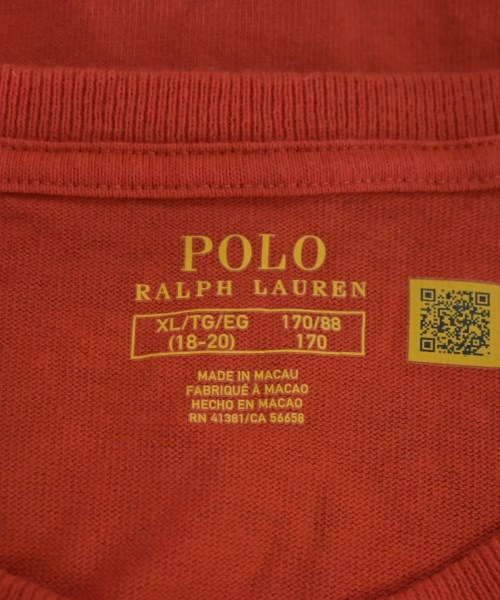 POLO
RALPH LAUREN
XL/TG/EG 170/88
(18-20) 170
MADE IN MACAU
FABRIQUÉ À MACAO
HECHO EN MACAO
RN 41381/CA 56658